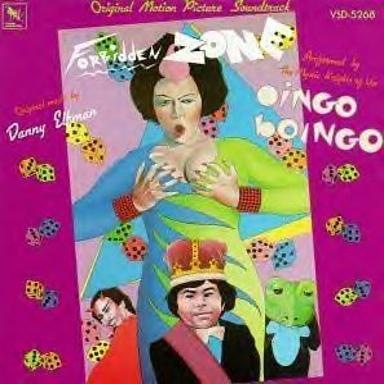 Original Motion Picture Soundtrack
VSD-5268
Forbidden ZONE
Original music by
Danny Elfman
Performed by
The Mystic Knights of the
OINGO
BOINGO